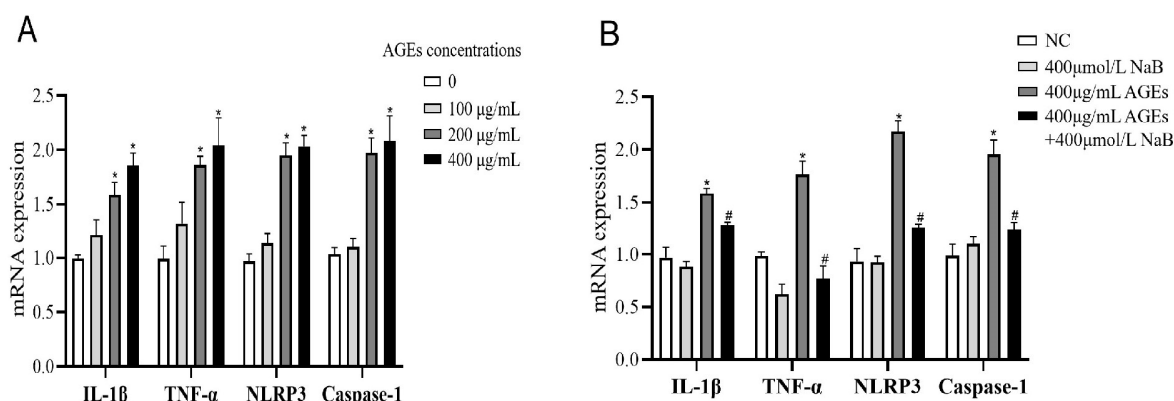 A
AGEs concentrations
0
100 μg/mL
200 μg/mL
400 μg/mL
mRNA expression
2.5
2.0
1.5
1.0
0.5
0.0
* * * * * * * *
IL-1β TNF-α NLRP3 Caspase-1
B
NC
400μmol/L NaB
400μg/mL AGEs
400μg/mL AGEs
+400μmol/L NaB
mRNA expression
2.5
2.0
1.5
1.0
0.5
0.0
* # * # * # * #
IL-1β TNF-α NLRP3 Caspase-1